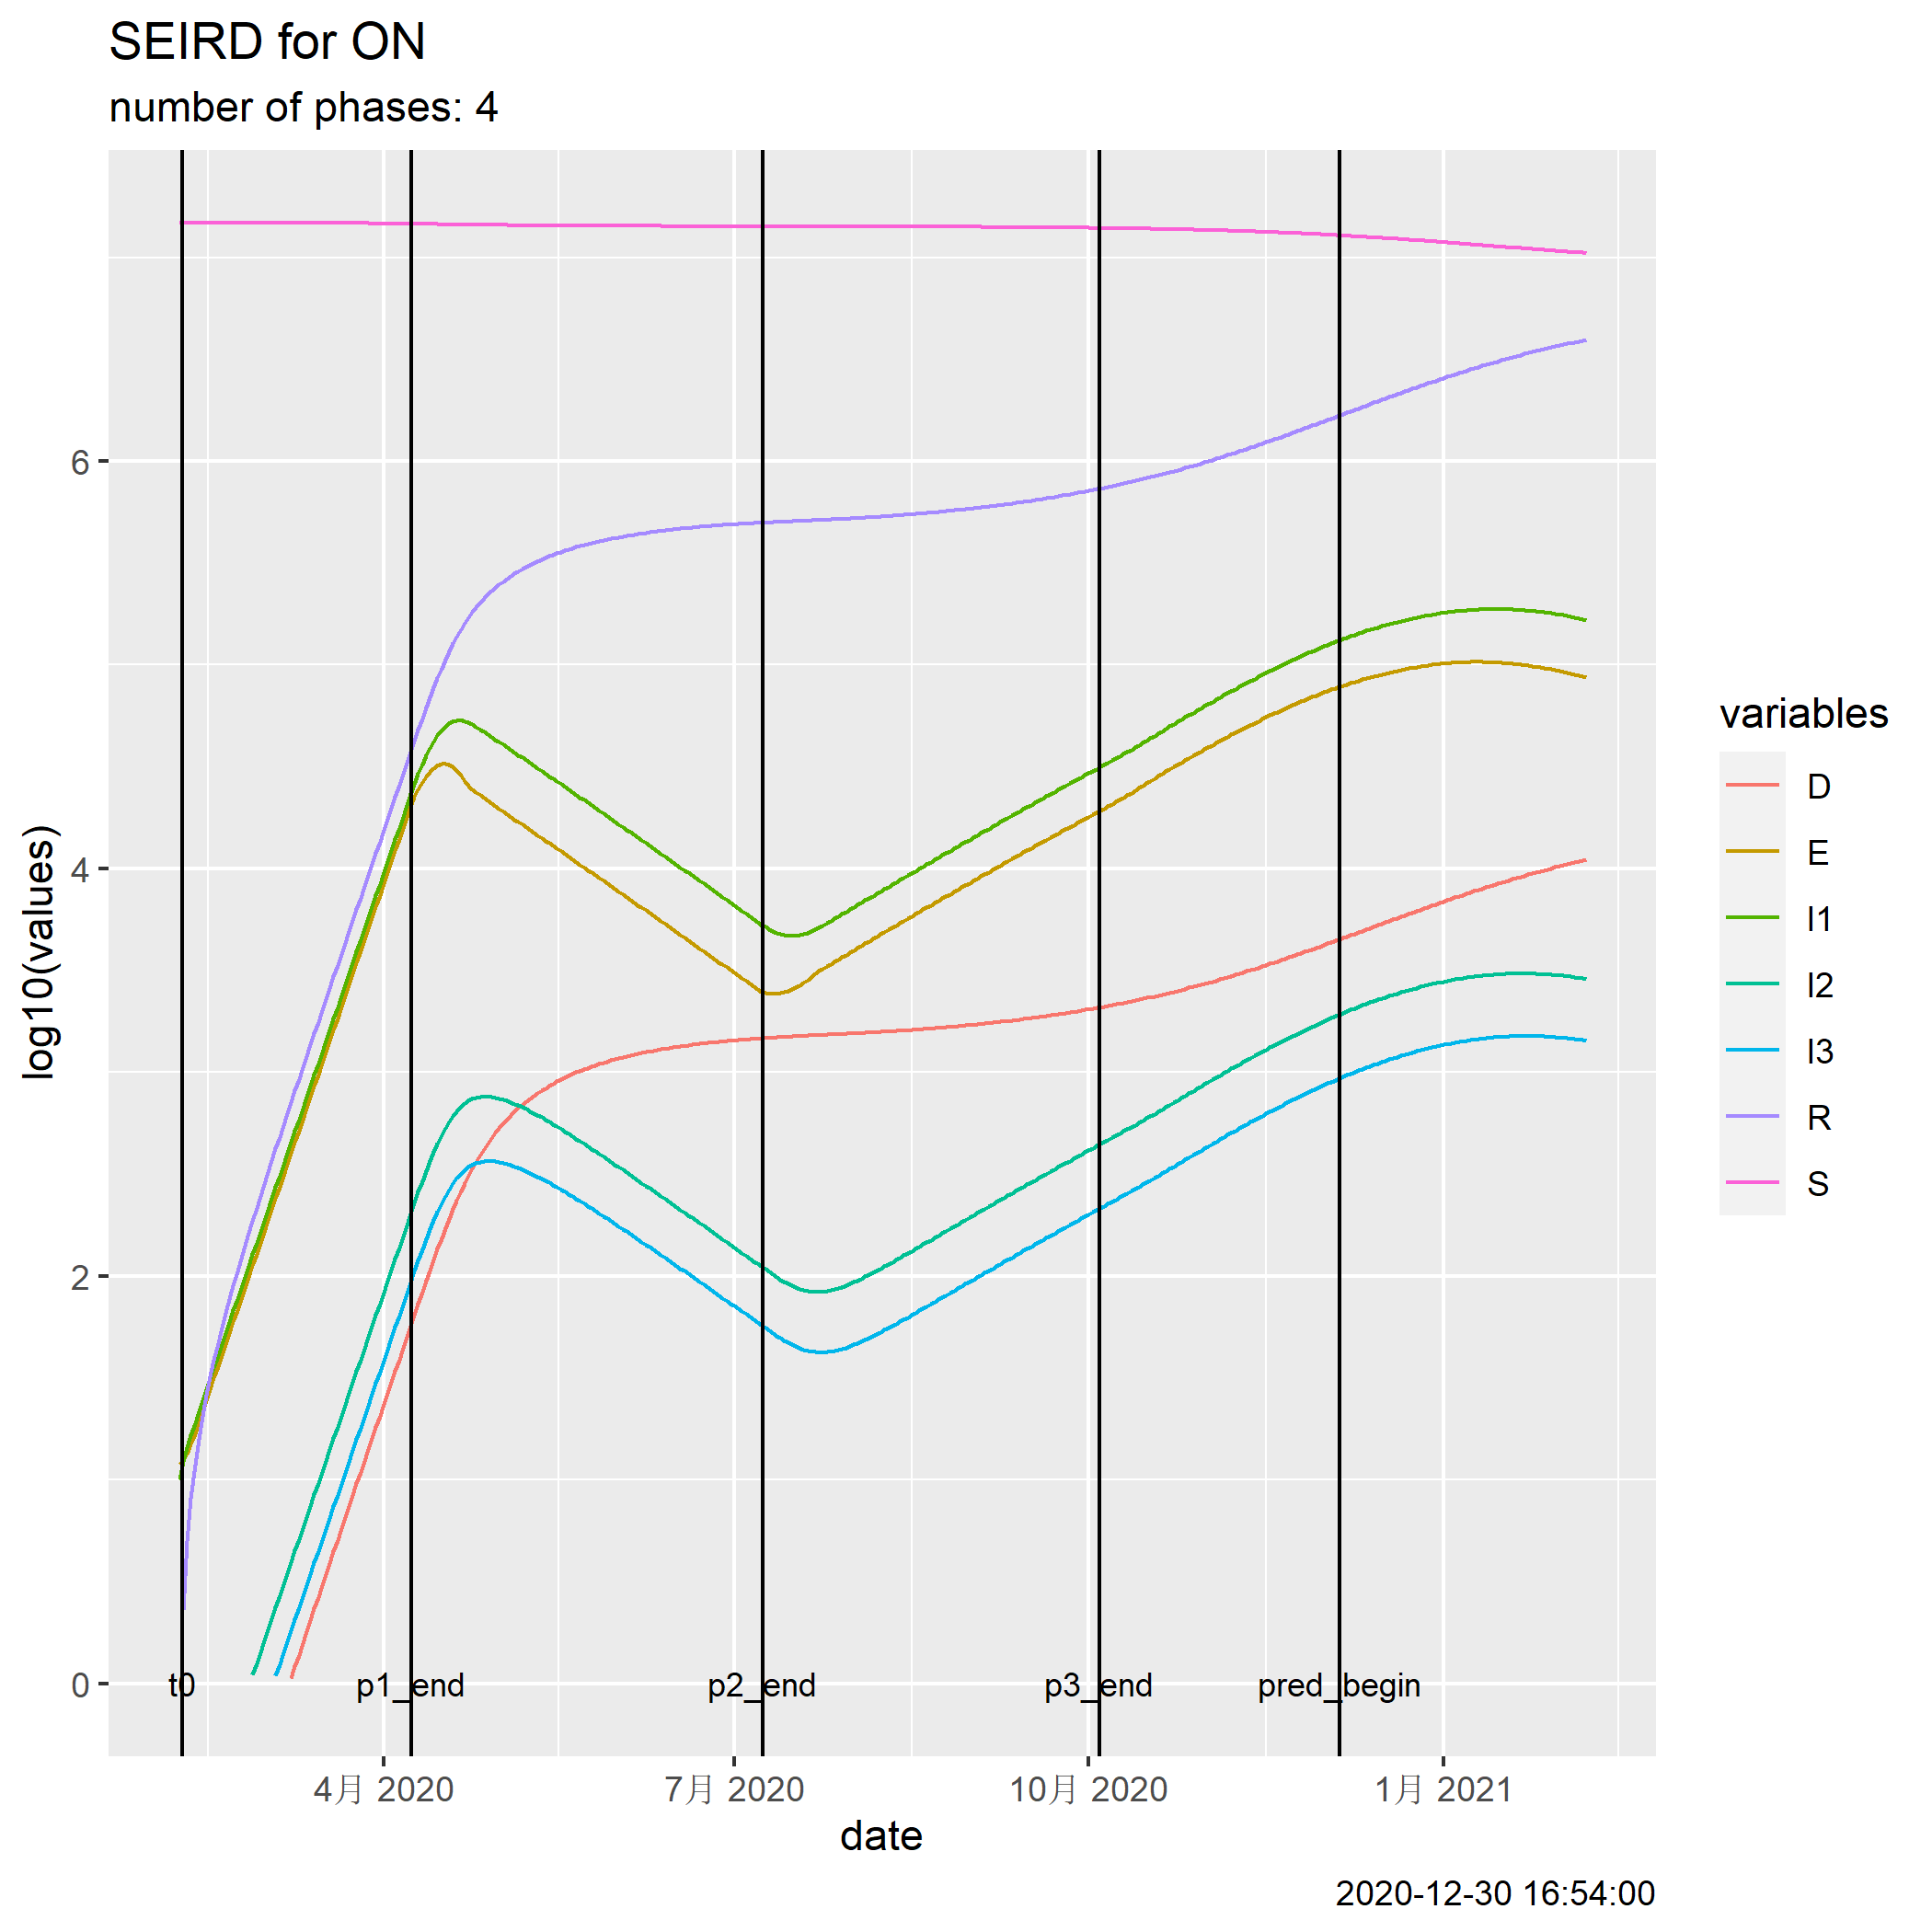 SEIRD for ON
number of phases: 4
log10(values)
6
4
2
0
t0
p1_end
p2_end
p3_end
pred_begin
4月 2020
7月 2020
10月 2020
1月 2021
date
variables
D
E
I1
I2
I3
R
S
2020-12-30 16:54:00